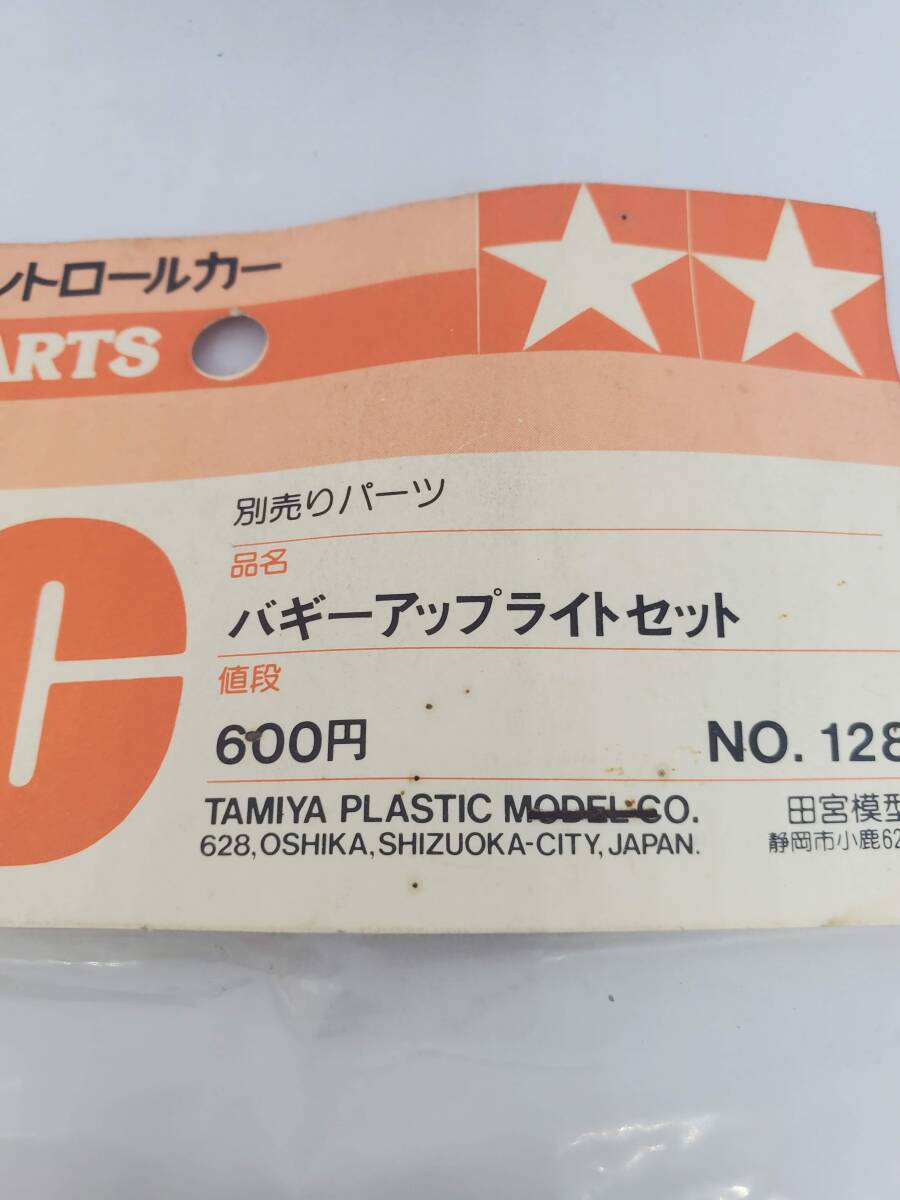 ントロールカー
ARTS
C
別売りパーツ
品名
バギーアップライトセット
値段
600円 NO. 128
TAMIYA PLASTIC MODEL CO. 田宮模型
628, OSHIKA, SHIZUOKA-CITY, JAPAN. 静岡市小鹿62